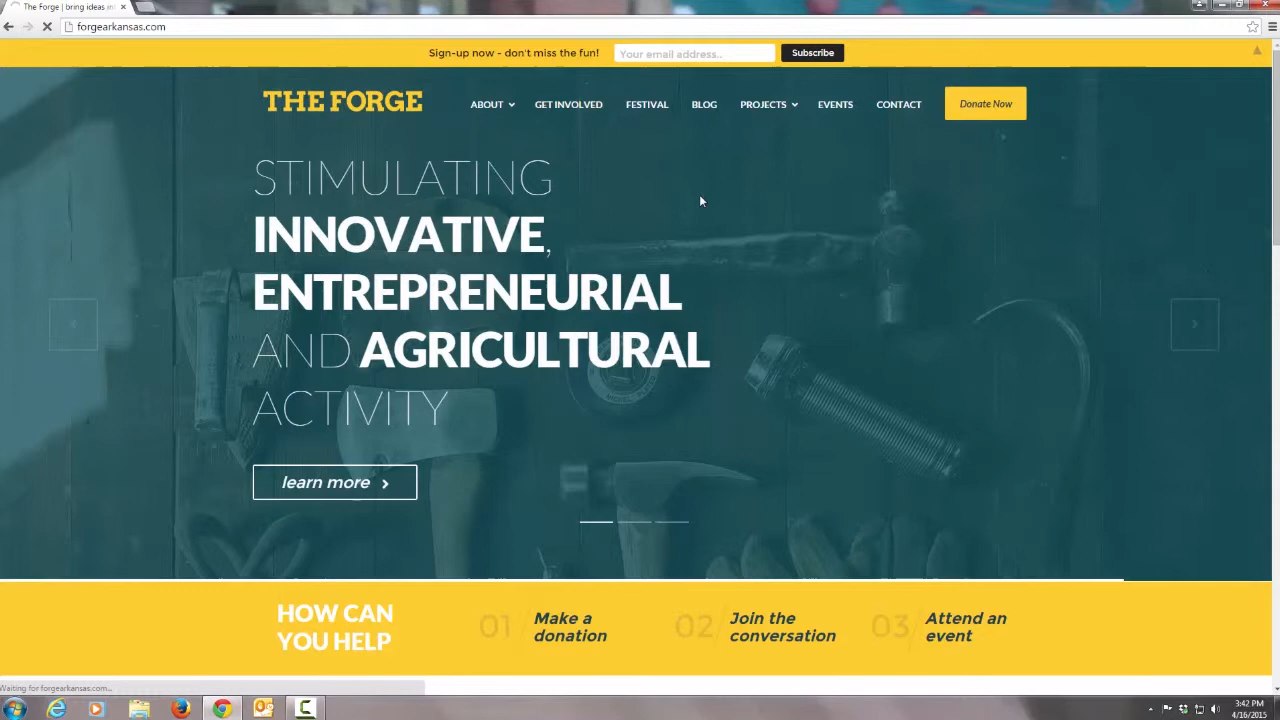 The Forge | bring ideas in
forgearkansas.com
Sign-up now - don't miss the fun!
Your email address..
Subscribe
THE FORGE
ABOUT
GET INVOLVED
FESTIVAL
BLOG
PROJECTS
EVENTS
CONTACT
Donate Now
STIMULATING
INNOVATIVE,
ENTREPRENEURIAL
AND AGRICULTURAL
ACTIVITY
learn more
HOW CAN
YOU HELP
01
Make a
donation
02
Join the
conversation
03
Attend an
event
Waiting for forgearkansas.com...
3:42 PM
4/16/2015